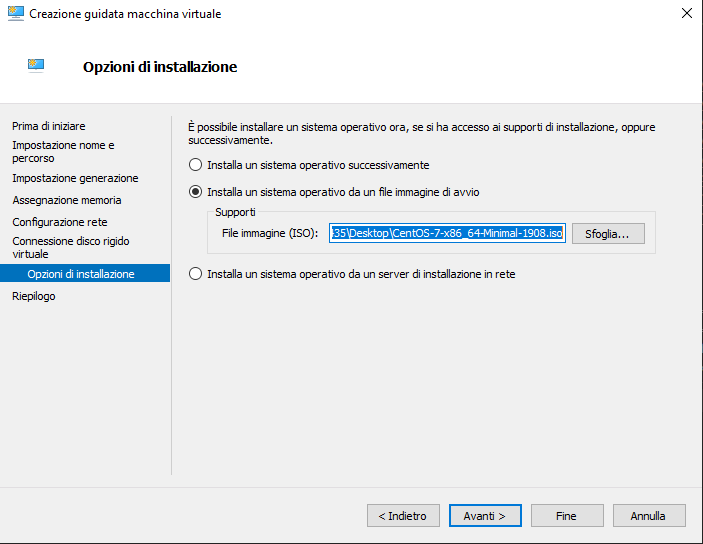 Creazione guidata macchina virtuale
Opzioni di installazione
Prima di iniziare
Impostazione nome e
percorso
Impostazione generazione
Assegnazione memoria
Configurazione rete
Connessione disco rigido
virtuale
Opzioni di installazione
Riepilogo
È possibile installare un sistema operativo ora, se si ha accesso ai supporti di installazione, oppure
successivamente.
Installa un sistema operativo successivamente
Installa un sistema operativo da un file immagine di avvio
Supporti
File immagine (ISO):
35\Desktop\CentOS-7-x86_64-Minimal-1908.iso
Sfoglia...
Installa un sistema operativo da un server di installazione in rete
< Indietro
Avanti >
Fine
Annulla